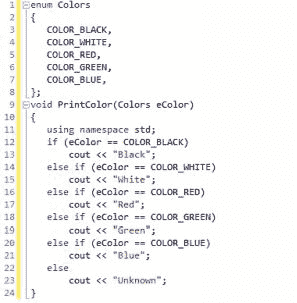 1 enum Colors
2 {
3 COLOR_BLACK,
4 COLOR_WHITE,
5 COLOR_RED,
6 COLOR_GREEN,
7 COLOR_BLUE,
8 };
9 void PrintColor(Colors eColor)
10 {
11 using namespace std;
12 if (eColor == COLOR_BLACK)
13 cout << "Black";
14 else if (eColor == COLOR_WHITE)
15 cout << "White";
16 else if (eColor == COLOR_RED)
17 cout << "Red";
18 else if (eColor == COLOR_GREEN)
19 cout << "Green";
20 else if (eColor == COLOR_BLUE)
21 cout << "Blue";
22 else
23 cout << "Unknown";
24 }